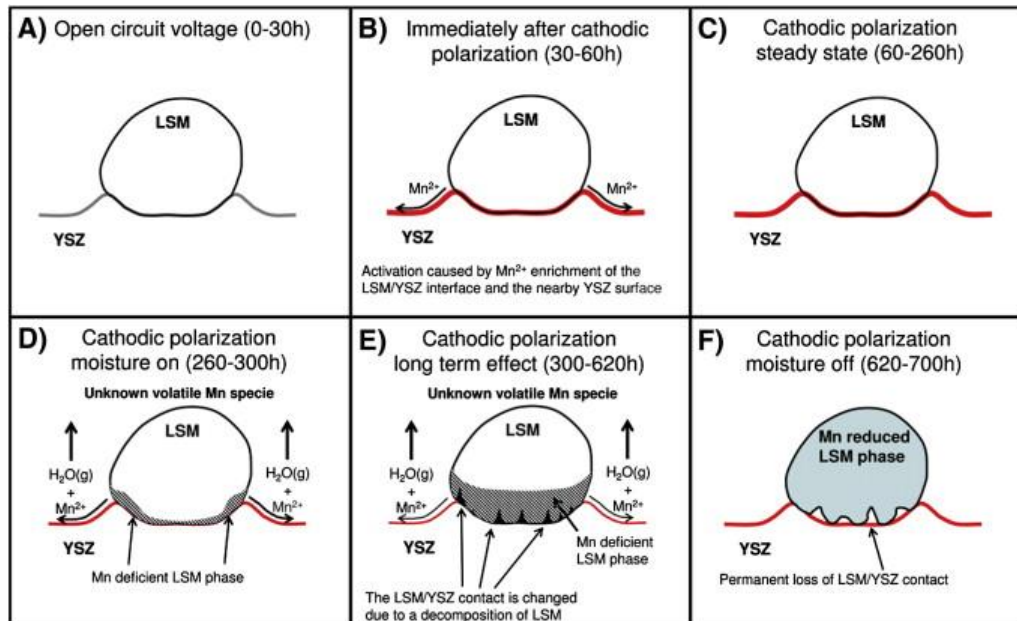 A) Open circuit voltage (0-30h)
LSM
YSZ
B) Immediately after cathodic
polarization (30-60h)
LSM
Mn²⁺ Mn²⁺
YSZ
Activation caused by Mn²⁺ enrichment of the
LSM/YSZ interface and the nearby YSZ surface
C) Cathodic polarization
steady state (60-260h)
LSM
YSZ
D) Cathodic polarization
moisture on (260-300h)
Unknown volatile Mn specie
LSM
H₂O(g) H₂O(g)
+ +
Mn²⁺ Mn²⁺
YSZ
Mn deficient LSM phase
E) Cathodic polarization
long term effect (300-620h)
Unknown volatile Mn specie
LSM
H₂O(g) H₂O(g)
+ +
Mn²⁺ Mn²⁺
YSZ
Mn deficient
LSM phase
The LSM/YSZ contact is changed
due to a decomposition of LSM
F) Cathodic polarization
moisture off (620-700h)
Mn reduced
LSM phase
YSZ
Permanent loss of LSM/YSZ contact